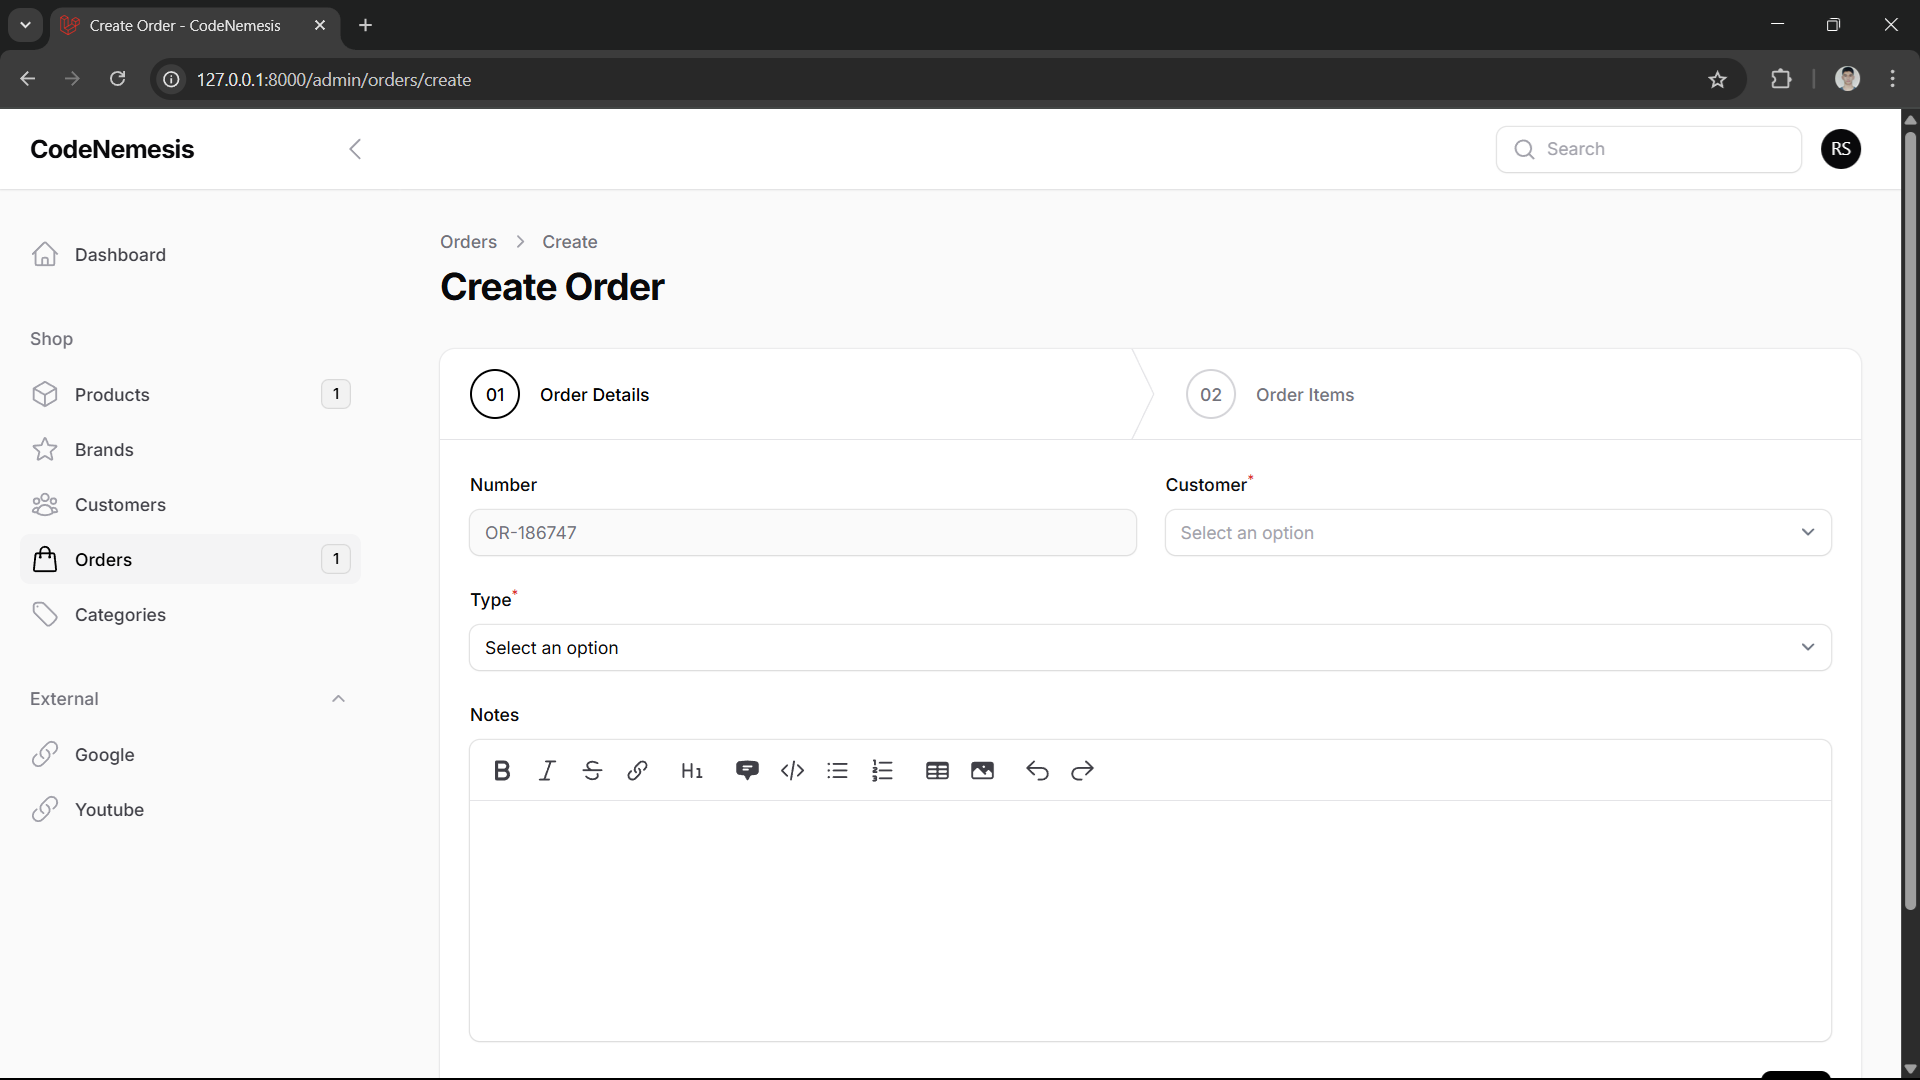 Create Order - CodeNemesis
127.0.0.1:8000/admin/orders/create
CodeNemesis
Search
RS
Dashboard
Shop
Products 1
Brands
Customers
Orders 1
Categories
External
Google
Youtube
Orders Create
Create Order
01 Order Details
02 Order Items
Number
OR-186747
Customer*
Select an option
Type*
Select an option
Notes
B I S H1